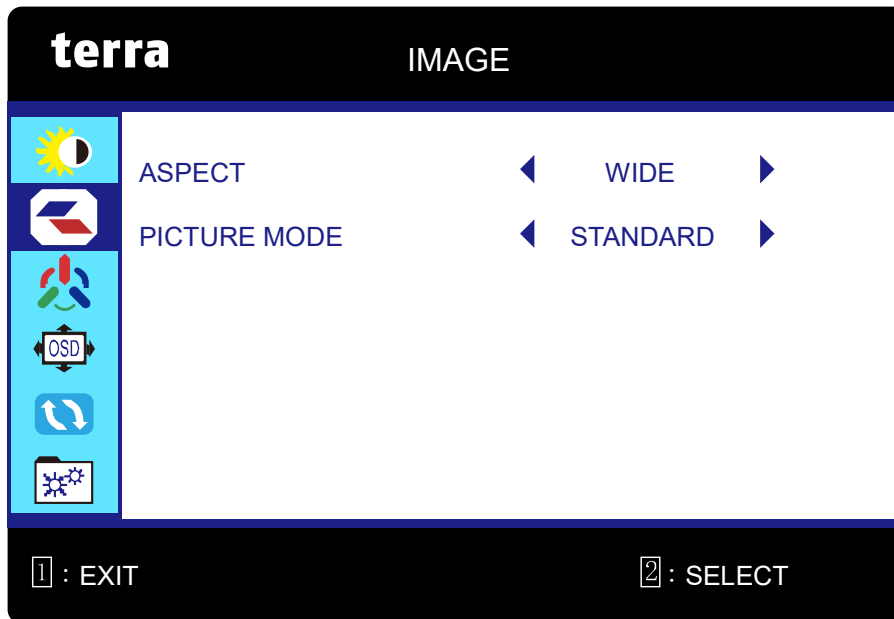 terra
IMAGE
ASPECT WIDE
PICTURE MODE STANDARD
OSD
1 : EXIT 2 : SELECT